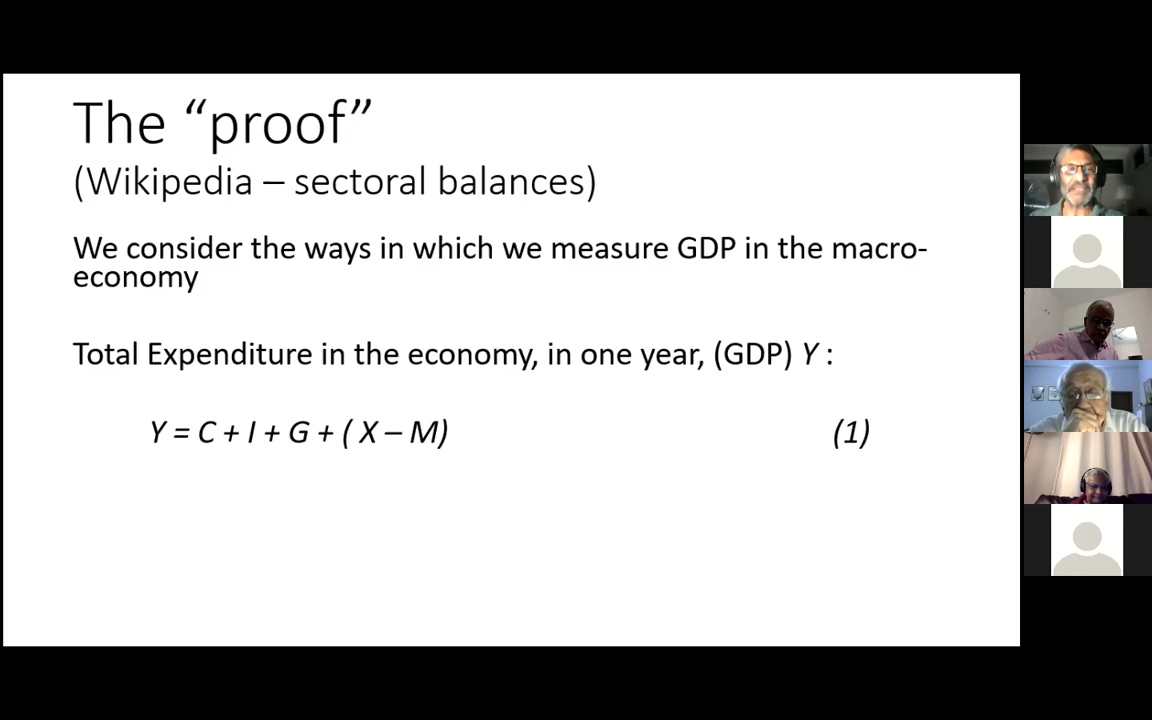 The “proof”
(Wikipedia – sectoral balances)
We consider the ways in which we measure GDP in the macro-
economy
Total Expenditure in the economy, in one year, (GDP) Y :
Y = C + I + G + ( X – M) (1)